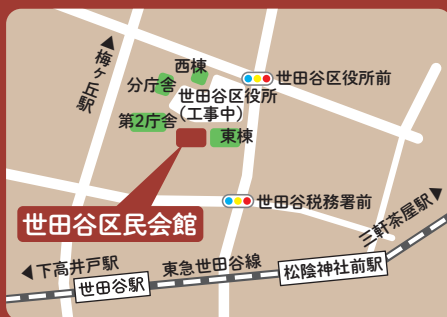 西棟
分庁舎
梅ヶ丘駅
世田谷区役所前
世田谷区役所
(工事中)
第2庁舎
東棟
世田谷税務署前
世田谷区民会館
三軒茶屋駅
下高井戸駅
東急世田谷線
松陰神社前駅
世田谷駅